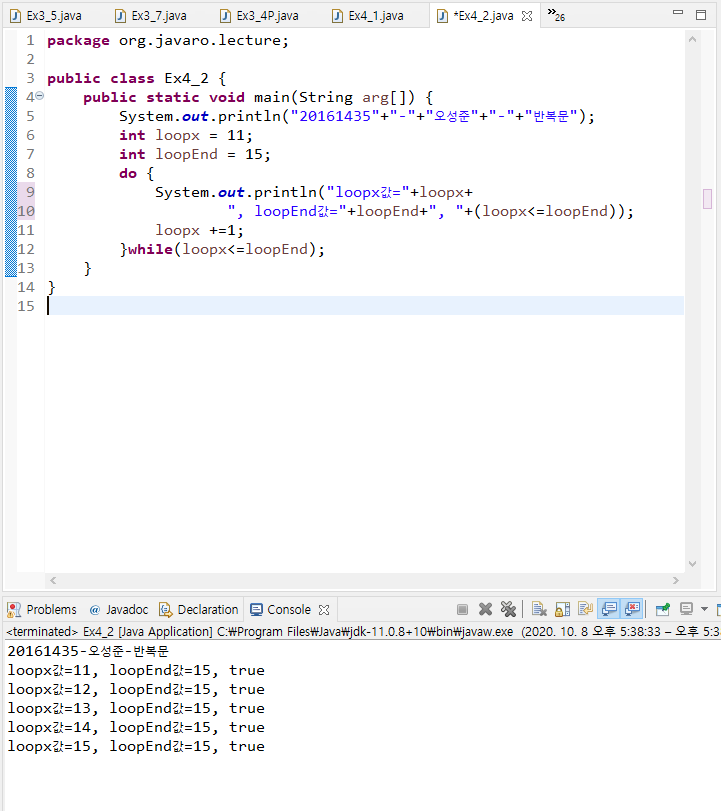 Ex3_5.java Ex3_7.java Ex3_4P.java Ex4_1.java *Ex4_2.java »26
1 package org.javaro.lecture;
2
3 public class Ex4_2 {
4 public static void main(String arg[]) {
5 System.out.println("20161435"+"-"+"오성준"+"-"+"반복문");
6 int loopx = 11;
7 int loopEnd = 15;
8 do {
9 System.out.println("loopx값="+loopx+
10 ", loopEnd값="+loopEnd+", "+(loopx<=loopEnd));
11 loopx +=1;
12 }while(loopx<=loopEnd);
13 }
14 }
15
Problems @ Javadoc Declaration Console
<terminated> Ex4_2 [Java Application] C:₩Program Files₩Java₩jdk-11.0.8+10₩bin₩javaw.exe (2020. 10. 8 오후 5:38:33 – 오후 5:3
20161435-오성준-반복문
loopx값=11, loopEnd값=15, true
loopx값=12, loopEnd값=15, true
loopx값=13, loopEnd값=15, true
loopx값=14, loopEnd값=15, true
loopx값=15, loopEnd값=15, true